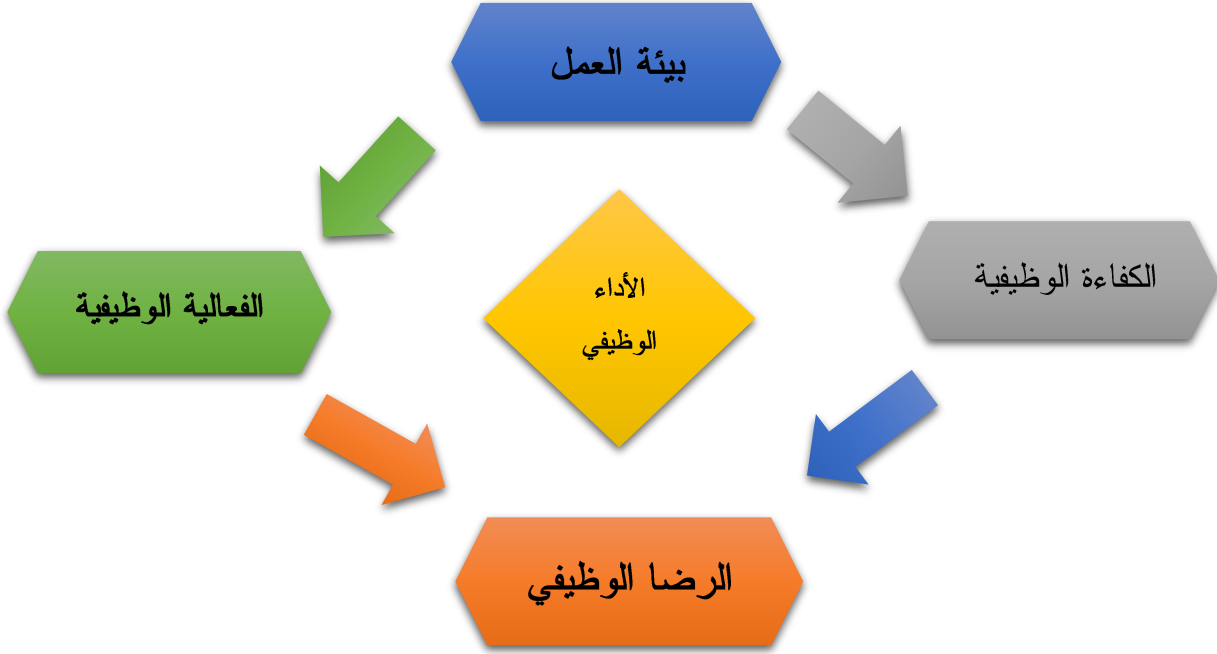 بيئة العمل
الكفاءة الوظيفية
الأداء
الوظيفي
الفعالية الوظيفية
الرضا الوظيفي